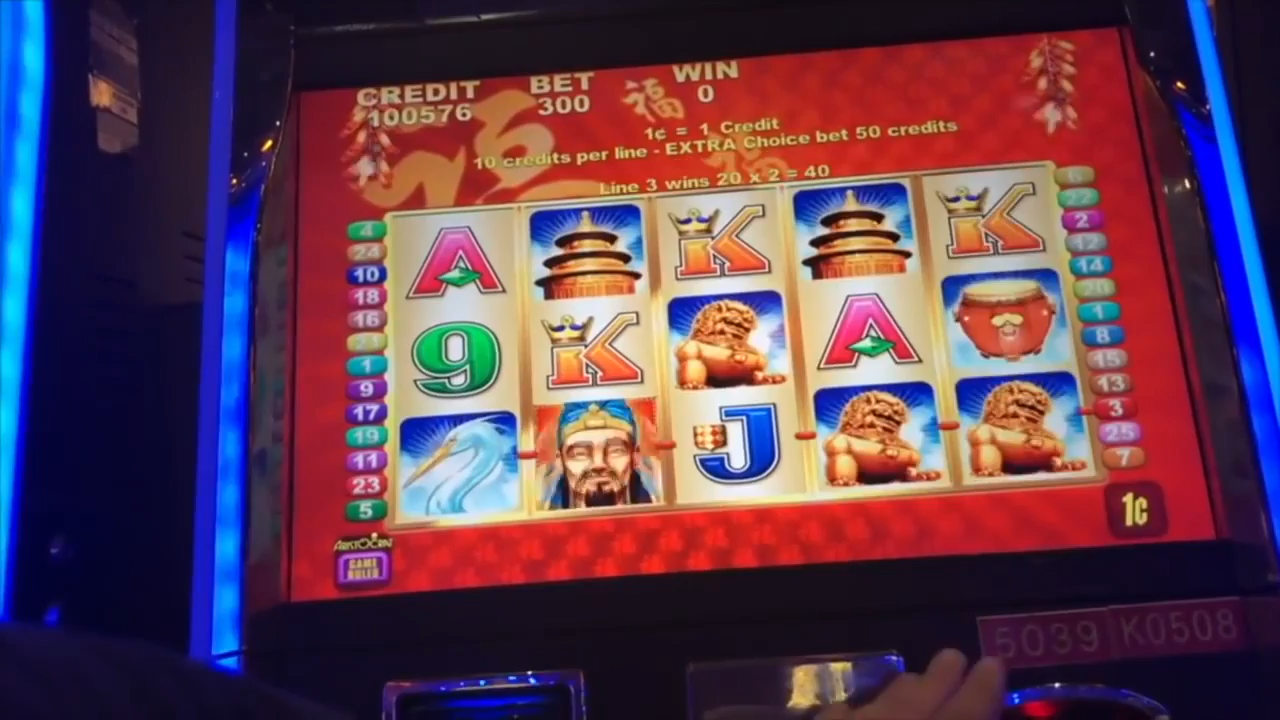 CREDIT BET WIN
100576 300 福 0
1¢ = 1 Credit
10 credits per line - EXTRA Choice bet 50 credits
Line 3 wins 20 x 2 = 40
A K K
9 K A
J
4
24
10
18
16
21
1
9
17
19
11
23
5
22
2
12
14
20
1
8
15
13
3
25
7
ARISTOCRAT
GAME
RULES
1¢
5039 K0508